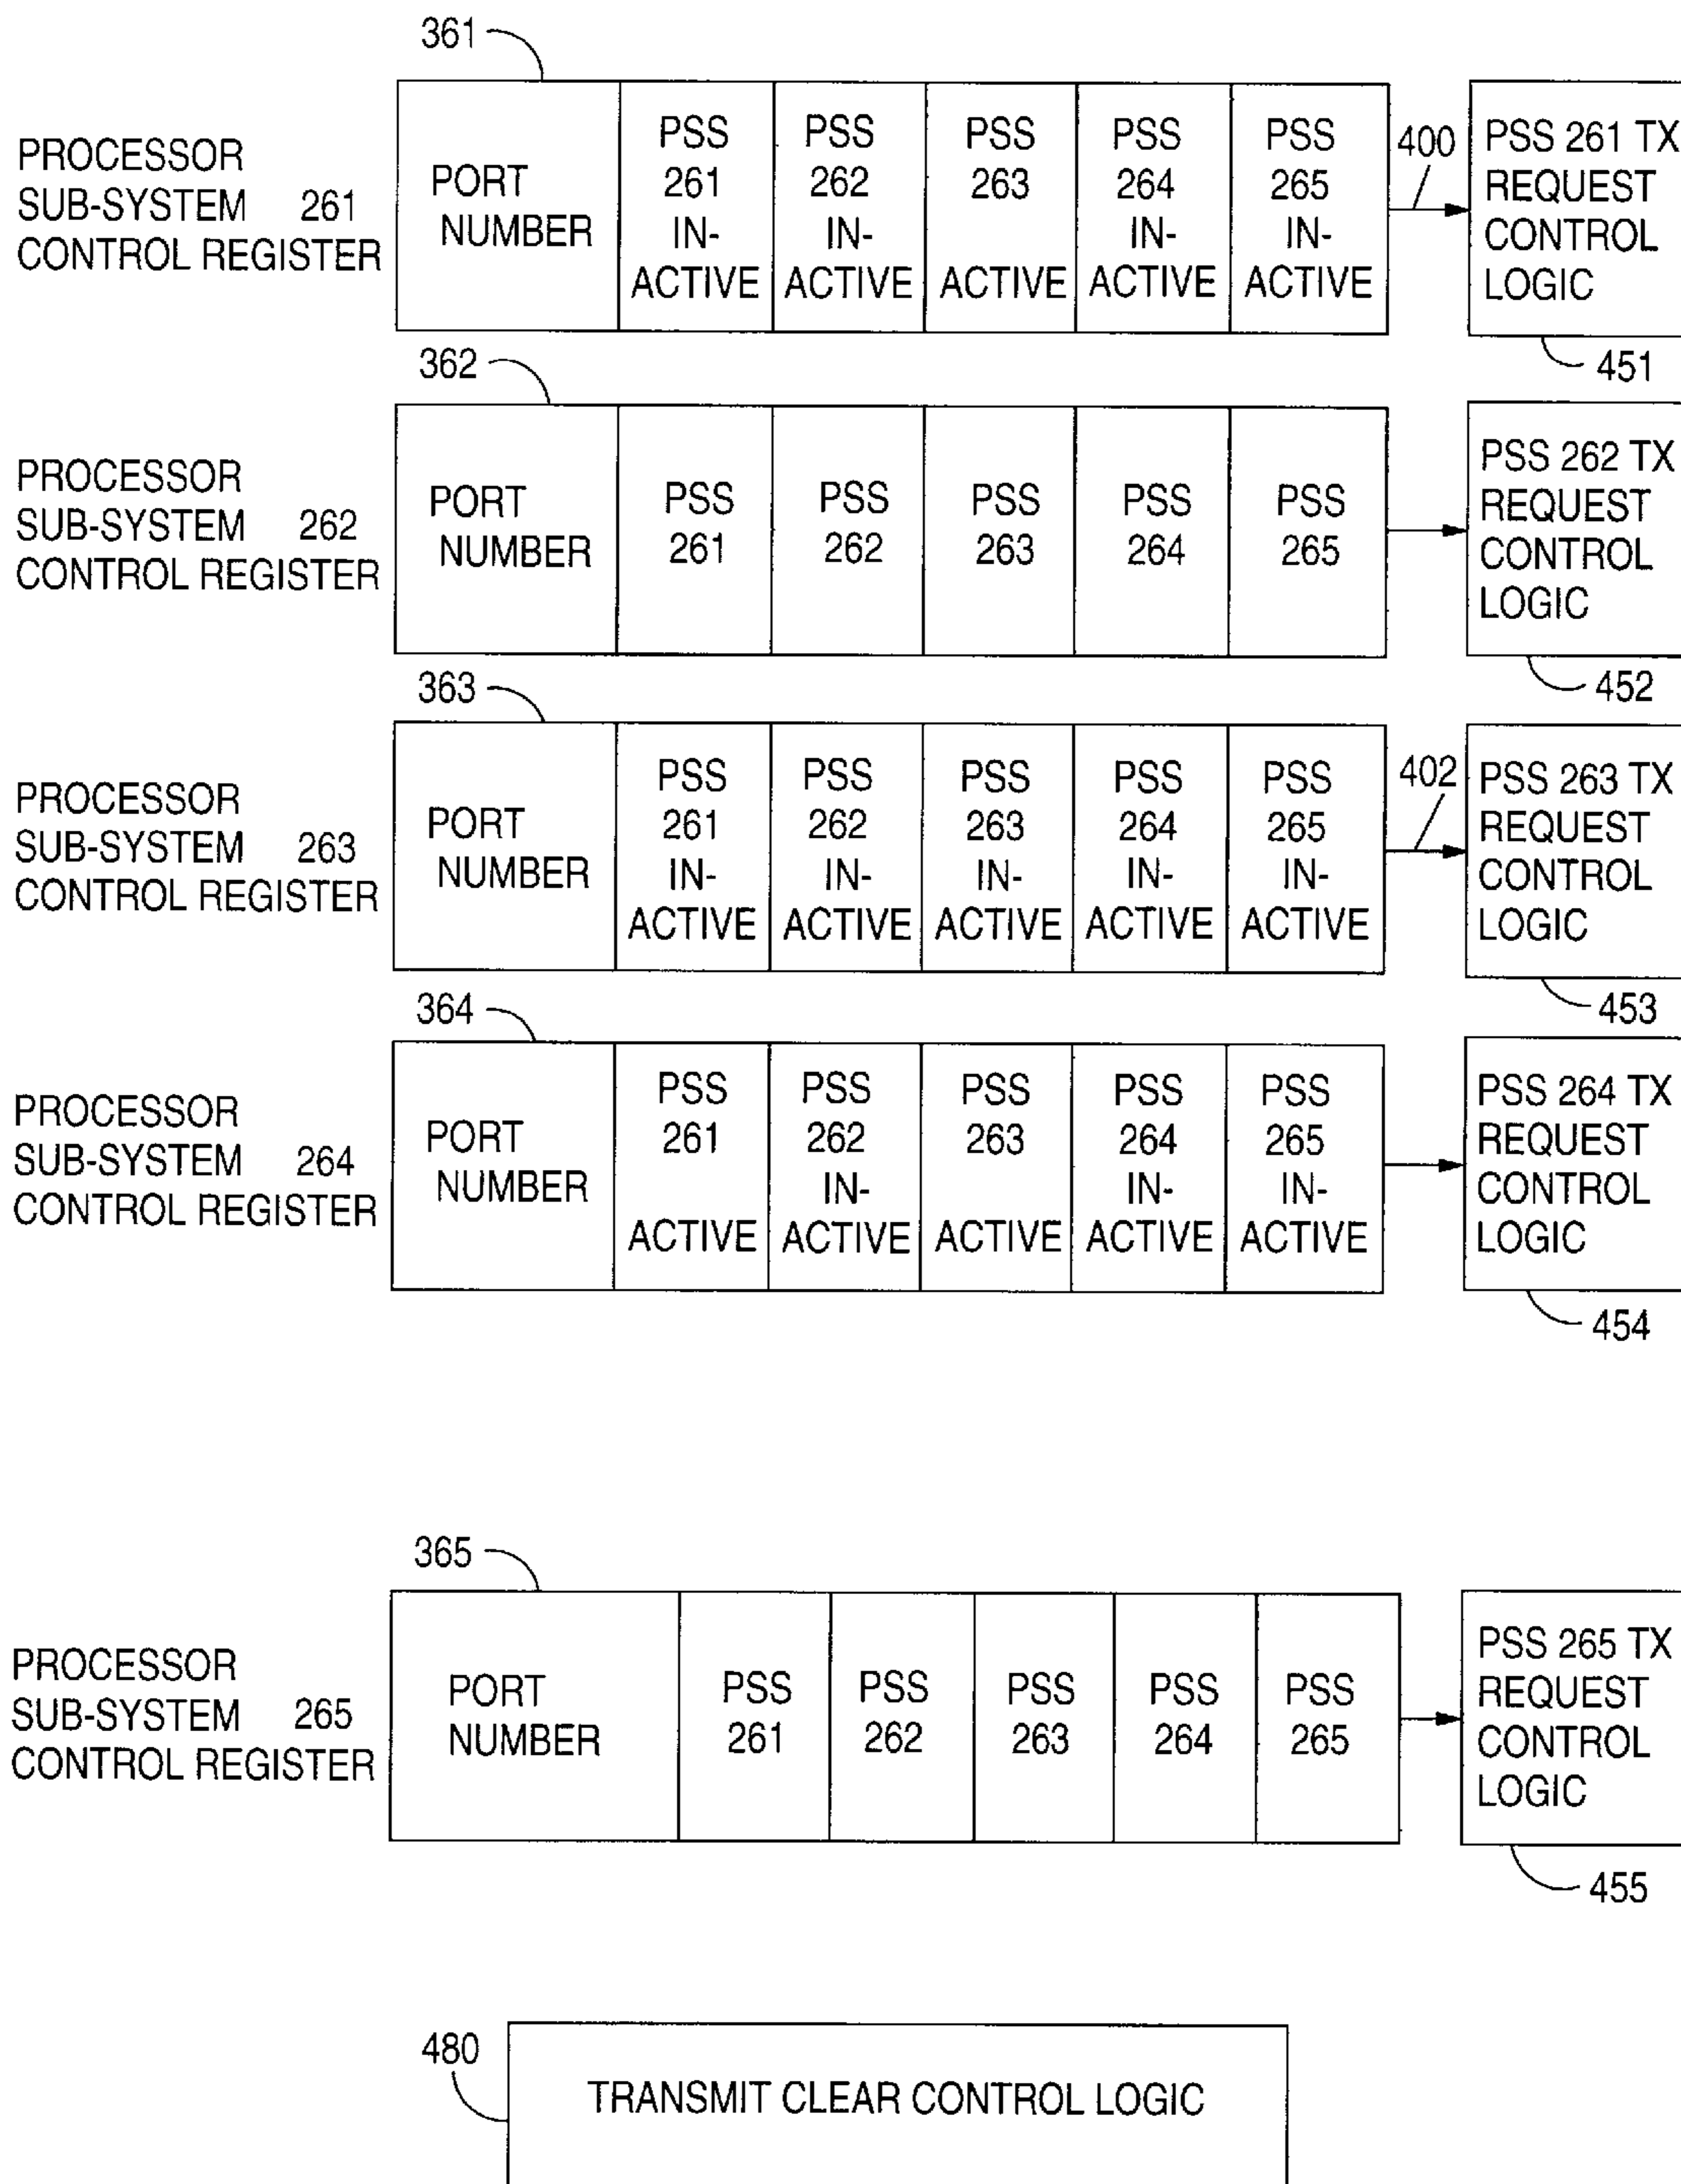 361
PROCESSOR
SUB-SYSTEM 261
CONTROL REGISTER
PORT
NUMBER
PSS
261
IN-
ACTIVE
PSS
262
IN-
ACTIVE
PSS
263
ACTIVE
PSS
264
IN-
ACTIVE
PSS
265
IN-
ACTIVE
400
PSS 261 TX
REQUEST
CONTROL
LOGIC
451
362
PROCESSOR
SUB-SYSTEM 262
CONTROL REGISTER
PORT
NUMBER
PSS
261
PSS
262
PSS
263
PSS
264
PSS
265
PSS 262 TX
REQUEST
CONTROL
LOGIC
452
363
PROCESSOR
SUB-SYSTEM 263
CONTROL REGISTER
PORT
NUMBER
PSS
261
IN-
ACTIVE
PSS
262
IN-
ACTIVE
PSS
263
IN-
ACTIVE
PSS
264
IN-
ACTIVE
PSS
265
IN-
ACTIVE
402
PSS 263 TX
REQUEST
CONTROL
LOGIC
453
364
PROCESSOR
SUB-SYSTEM 264
CONTROL REGISTER
PORT
NUMBER
PSS
261
ACTIVE
PSS
262
IN-
ACTIVE
PSS
263
ACTIVE
PSS
264
IN-
ACTIVE
PSS
265
IN-
ACTIVE
PSS 264 TX
REQUEST
CONTROL
LOGIC
454
365
PROCESSOR
SUB-SYSTEM 265
CONTROL REGISTER
PORT
NUMBER
PSS
261
PSS
262
PSS
263
PSS
264
PSS
265
PSS 265 TX
REQUEST
CONTROL
LOGIC
455
480
TRANSMIT CLEAR CONTROL LOGIC